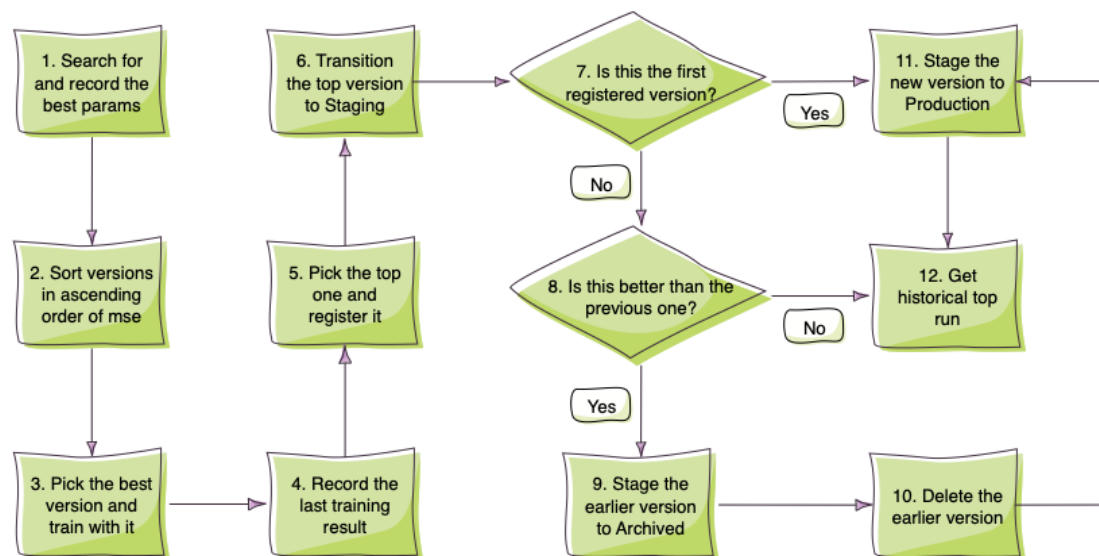 1. Search for
and record the
best params
2. Sort versions
in ascending
order of mse
3. Pick the best
version and
train with it
4. Record the
last training
result
5. Pick the top
one and
register it
6. Transition
the top version
to Staging
7. Is this the first
registered version?
Yes
No
8. Is this better than the
previous one?
No
Yes
9. Stage the
earlier version
to Archived
10. Delete the
earlier version
11. Stage the
new version to
Production
12. Get
historical top
run